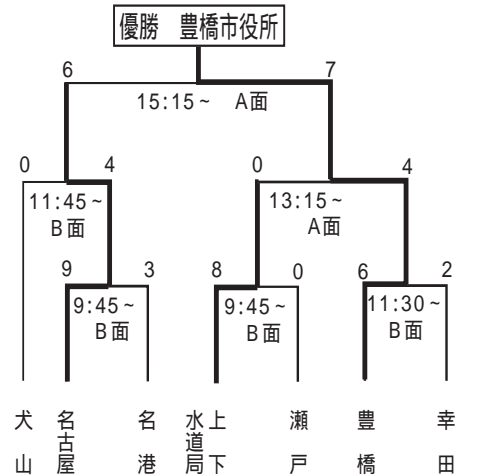 優勝　豊橋市役所
6
7
15:15~　A面
0
4
0
4
11:45~
B面
13:15~
A面
9
3
8
0
6
2
9:45~
B面
9:45~
B面
11:30~
B面
犬山
名古屋
名港
上下
水道局
瀬戸
豊橋
幸田